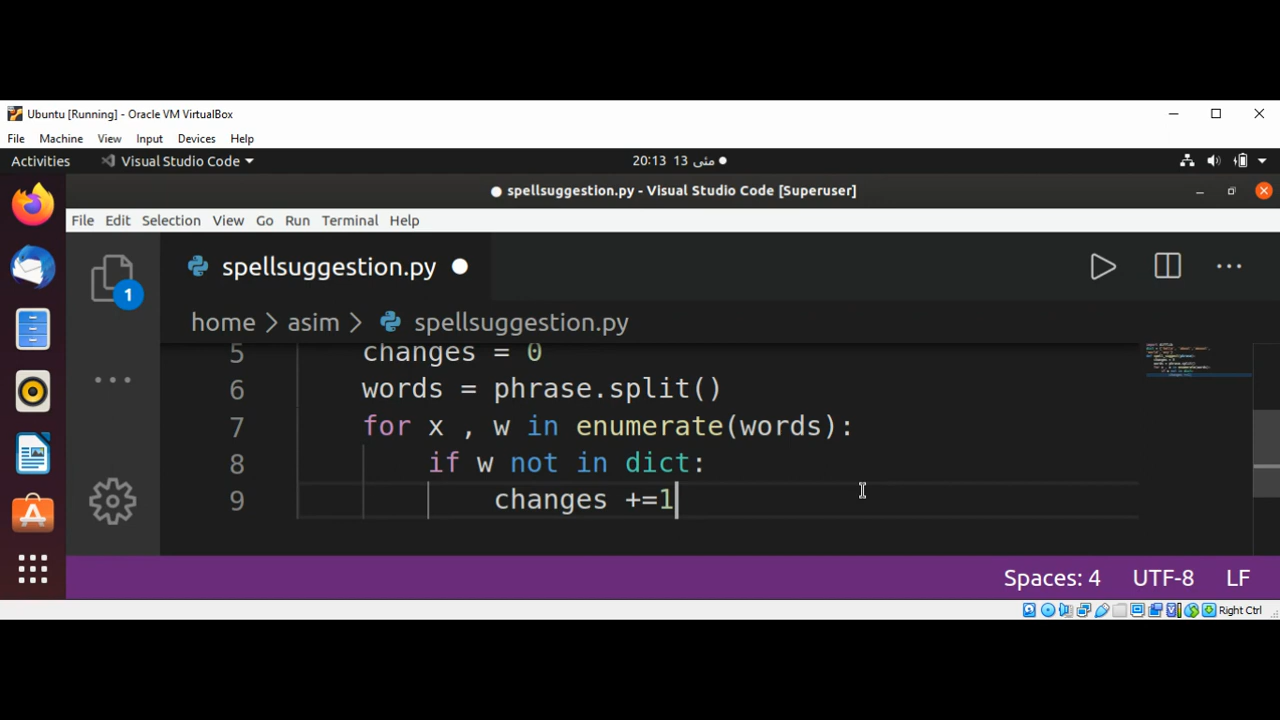 Ubuntu [Running] - Oracle VM VirtualBox
File Machine View Input Devices Help
Activities Visual Studio Code 20:13 13 مئی
spellsuggestion.py - Visual Studio Code [Superuser]
File Edit Selection View Go Run Terminal Help
spellsuggestion.py
1
home > asim > spellsuggestion.py
5 changes = 0
6 words = phrase.split()
7 for x , w in enumerate(words):
8 if w not in dict:
9 changes +=1
Spaces: 4 UTF-8 LF
Right Ctrl